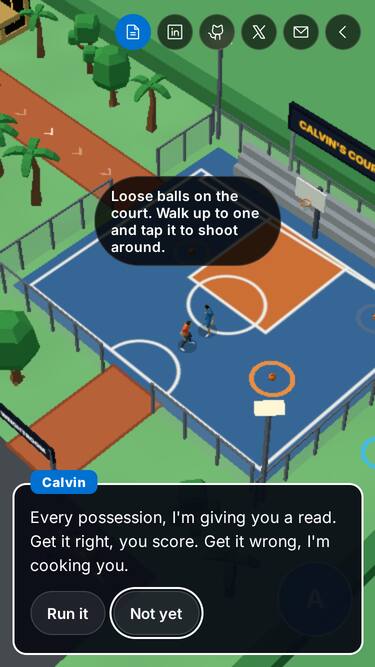 CALVIN'S COU
Loose balls on the
court. Walk up to one
and tap it to shoot
around.
Calvin
Every possession, I'm giving you a read.
Get it right, you score. Get it wrong, I'm
cooking you.
Run it
Not yet
A